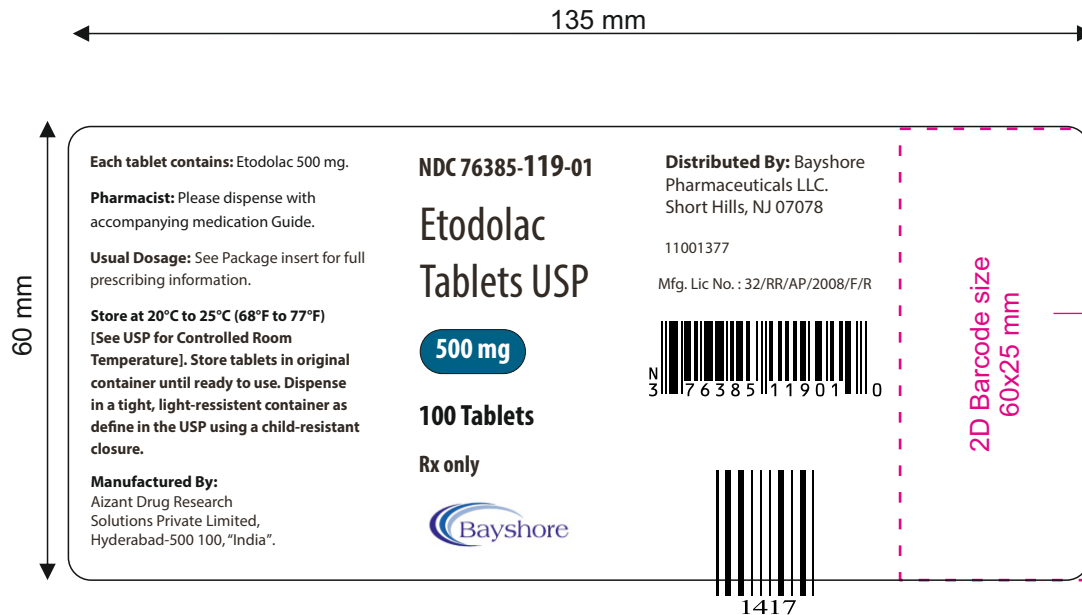 135 mm
60 mm
Each tablet contains: Etodolac 500 mg.
Pharmacist: Please dispense with
accompanying medication Guide.
Usual Dosage: See Package insert for full
prescribing information.
Store at 20°C to 25°C (68°F to 77°F)
[See USP for Controlled Room
Temperature]. Store tablets in original
container until ready to use. Dispense
in a tight, light-ressistent container as
define in the USP using a child-resistant
closure.
Manufactured By:
Aizant Drug Research
Solutions Private Limited,
Hyderabad-500 100, “India”.
NDC 76385-119-01
Etodolac
Tablets USP
500 mg
100 Tablets
Rx only
Bayshore
Distributed By: Bayshore
Pharmaceuticals LLC.
Short Hills, NJ 07078
11001377
Mfg. Lic No. : 32/RR/AP/2008/F/R
N
3 76385 11901 0
1417
2D Barcode size
60x25 mm